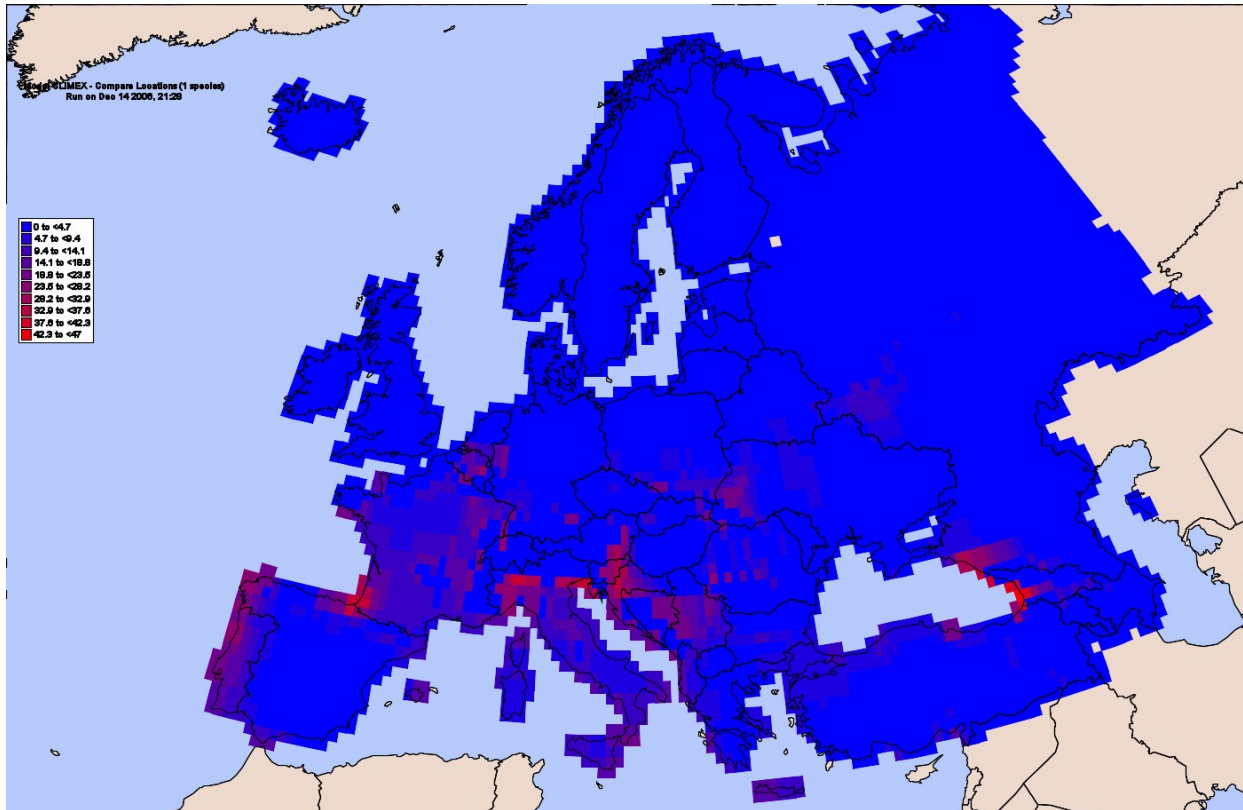 CLIMEX - Compare Locations (1 species)
Run on Dec 14 2006, 21:28
0 to <4.7
4.7 to <9.4
9.4 to <14.1
14.1 to <18.8
18.8 to <23.5
23.5 to <28.2
28.2 to <32.9
32.9 to <37.6
37.6 to <42.3
42.3 to <47